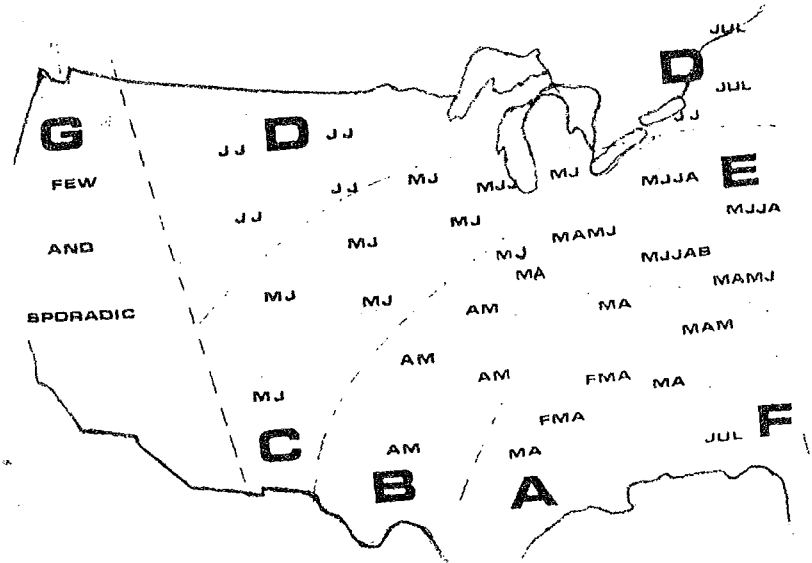 JUL
D
JUL
G D JJ JJ
JJ
FEW JJ MJ MJJ MJ MJJA E
JJ MJ MJJA
AND MJ MJ MAMJ MJJAB
MA MAMJ
SPORADIC MJ MJ AM MA
MAM
AM AM FMA MA
MJ
FMA
C AM MA JUL F
B A